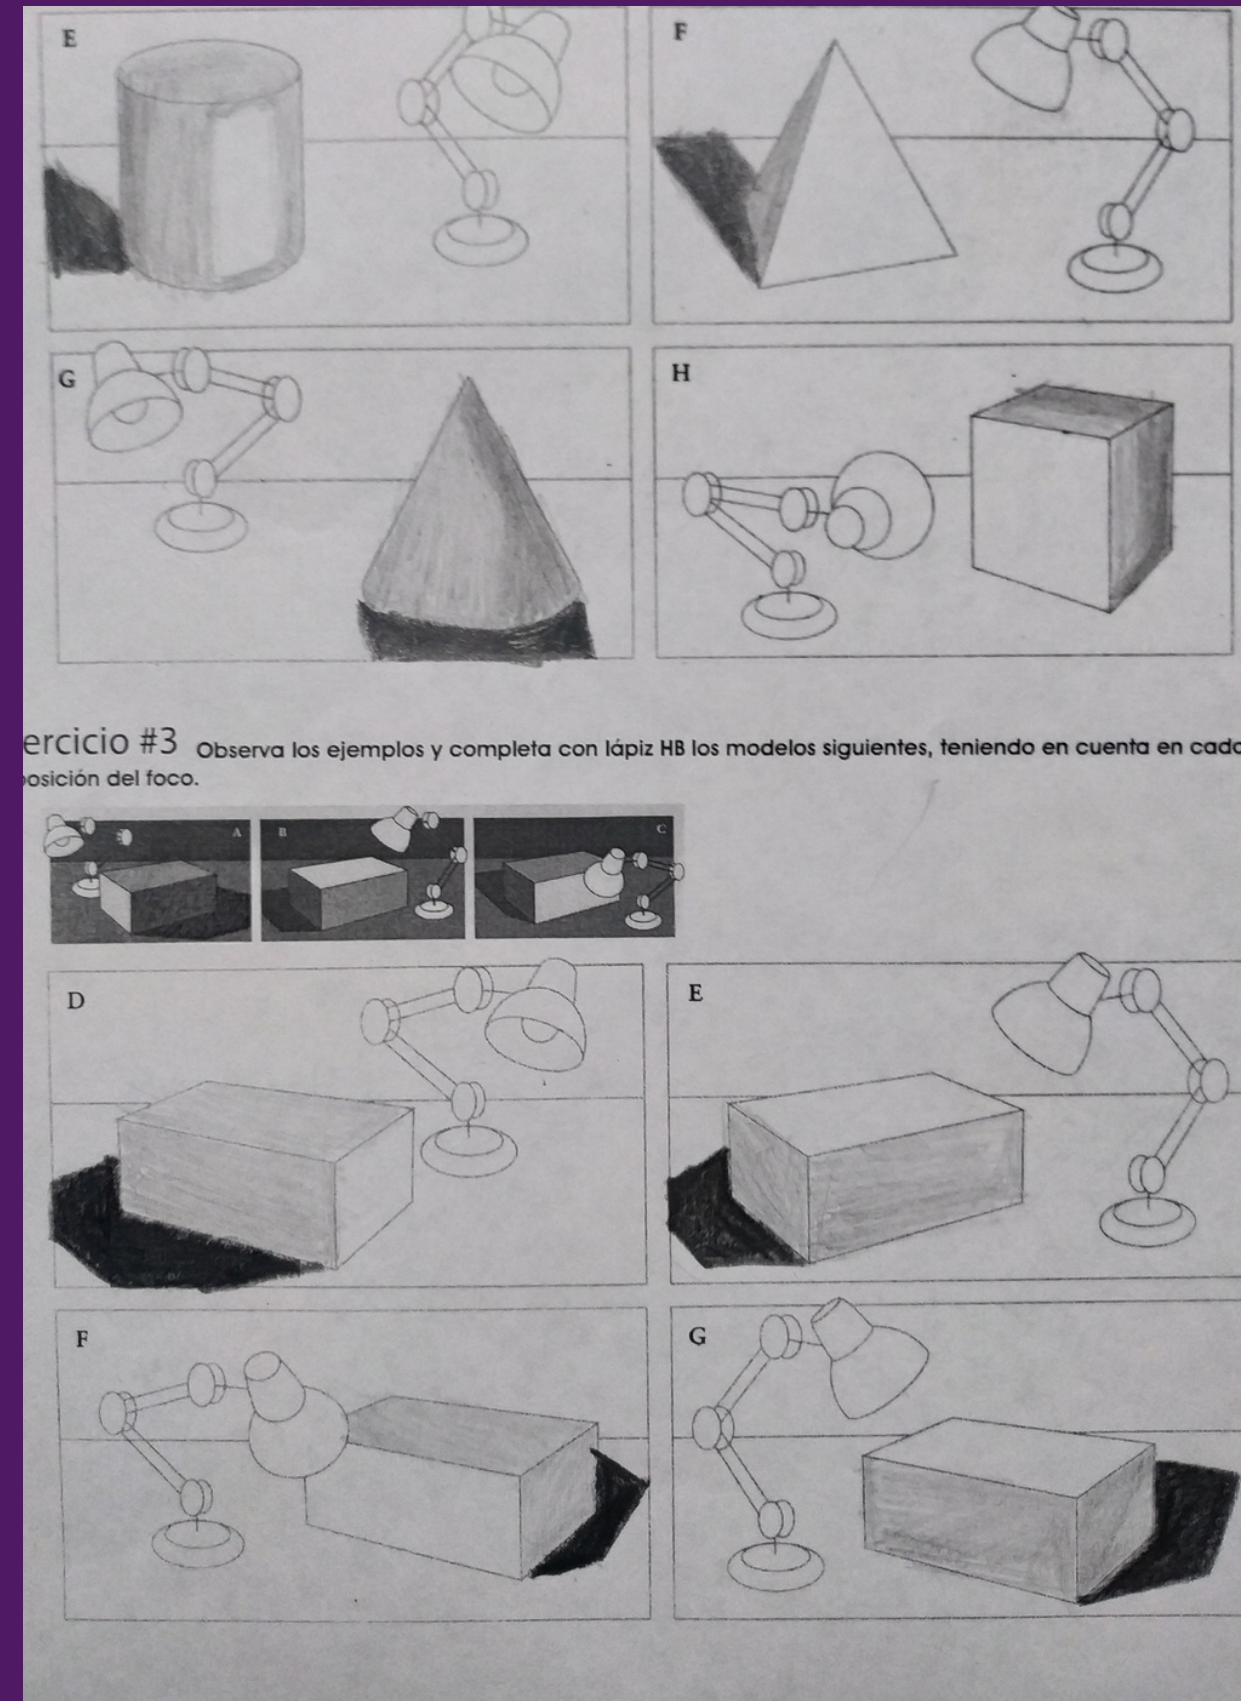 E
F
G
H
ercicio #3 Observa los ejemplos y completa con lápiz HB los modelos siguientes, teniendo en cuenta en cada
posición del foco.
A
B
C
D
E
F
G